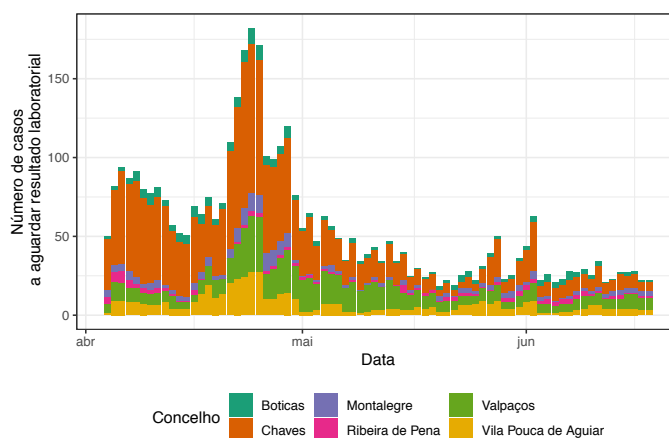 Número de casos
a aguardar resultado laboratorial
150
100
50
0
abr
mai
jun
Data
Concelho
Boticas
Montalegre
Valpaços
Chaves
Ribeira de Pena
Vila Pouca de Aguiar